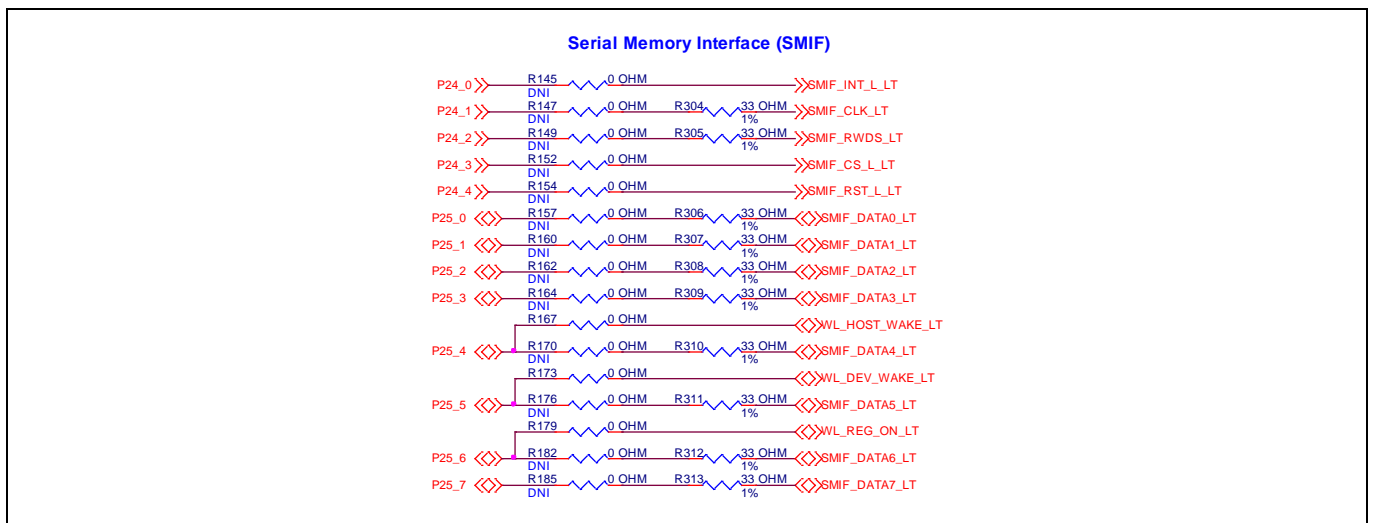 Serial Memory Interface (SMIF)
P24_0 R145 0 OHM SMIF_INT_L_LT
DNI
P24_1 R147 0 OHM R304 33 OHM SMIF_CLK_LT
DNI 1%
P24_2 R149 0 OHM R305 33 OHM SMIF_RWDS_LT
DNI 1%
P24_3 R152 0 OHM SMIF_CS_L_LT
DNI
P24_4 R154 0 OHM SMIF_RST_L_LT
DNI
P25_0 R157 0 OHM R306 33 OHM SMIF_DATA0_LT
DNI 1%
P25_1 R160 0 OHM R307 33 OHM SMIF_DATA1_LT
DNI 1%
P25_2 R162 0 OHM R308 33 OHM SMIF_DATA2_LT
DNI 1%
P25_3 R164 0 OHM R309 33 OHM SMIF_DATA3_LT
DNI 1%
R167 0 OHM WL_HOST_WAKE_LT
P25_4 R170 0 OHM R310 33 OHM SMIF_DATA4_LT
DNI 1%
R173 0 OHM WL_DEV_WAKE_LT
P25_5 R176 0 OHM R311 33 OHM SMIF_DATA5_LT
DNI 1%
R179 0 OHM WL_REG_ON_LT
P25_6 R182 0 OHM R312 33 OHM SMIF_DATA6_LT
DNI 1%
P25_7 R185 0 OHM R313 33 OHM SMIF_DATA7_LT
DNI 1%